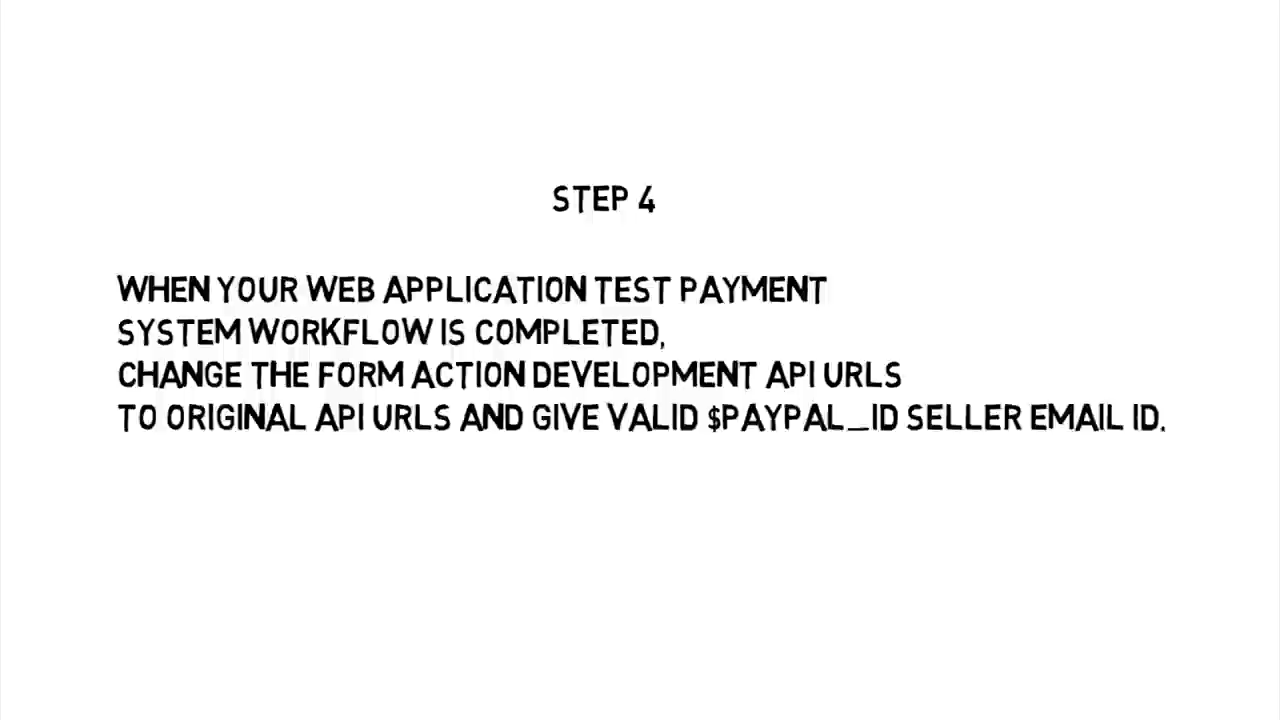 STEP 4
WHEN YOUR WEB APPLICATION TEST PAYMENT
SYSTEM WORKFLOW IS COMPLETED,
CHANGE THE FORM ACTION DEVELOPMENT API URLS
TO ORIGINAL API URLS AND GIVE VALID $PAYPAL_ID SELLER EMAIL ID.